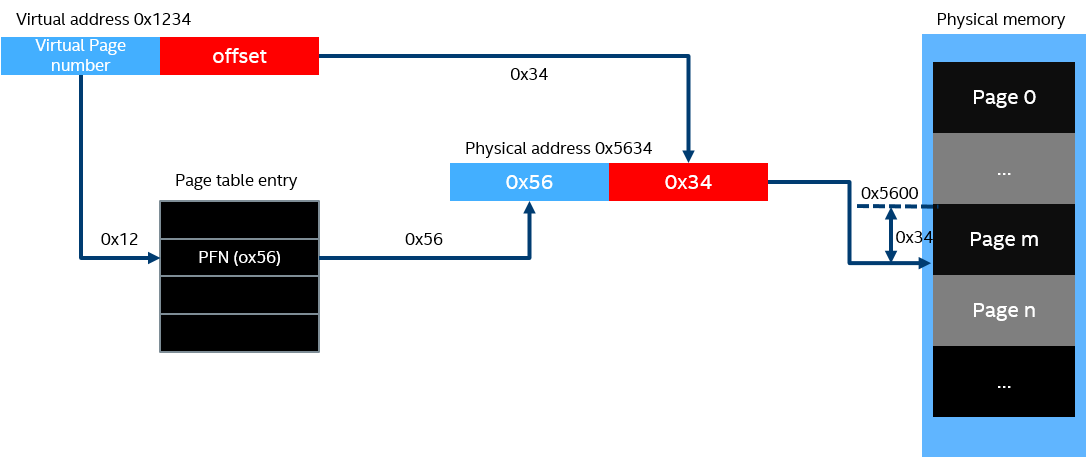 Virtual address 0x1234
Virtual Page
number
offset
0x34
Physical address 0x5634
0x56
0x34
Page table entry
0x12
PFN (ox56)
0x56
Physical memory
Page 0
...
0x5600
0x34
Page m
Page n
...